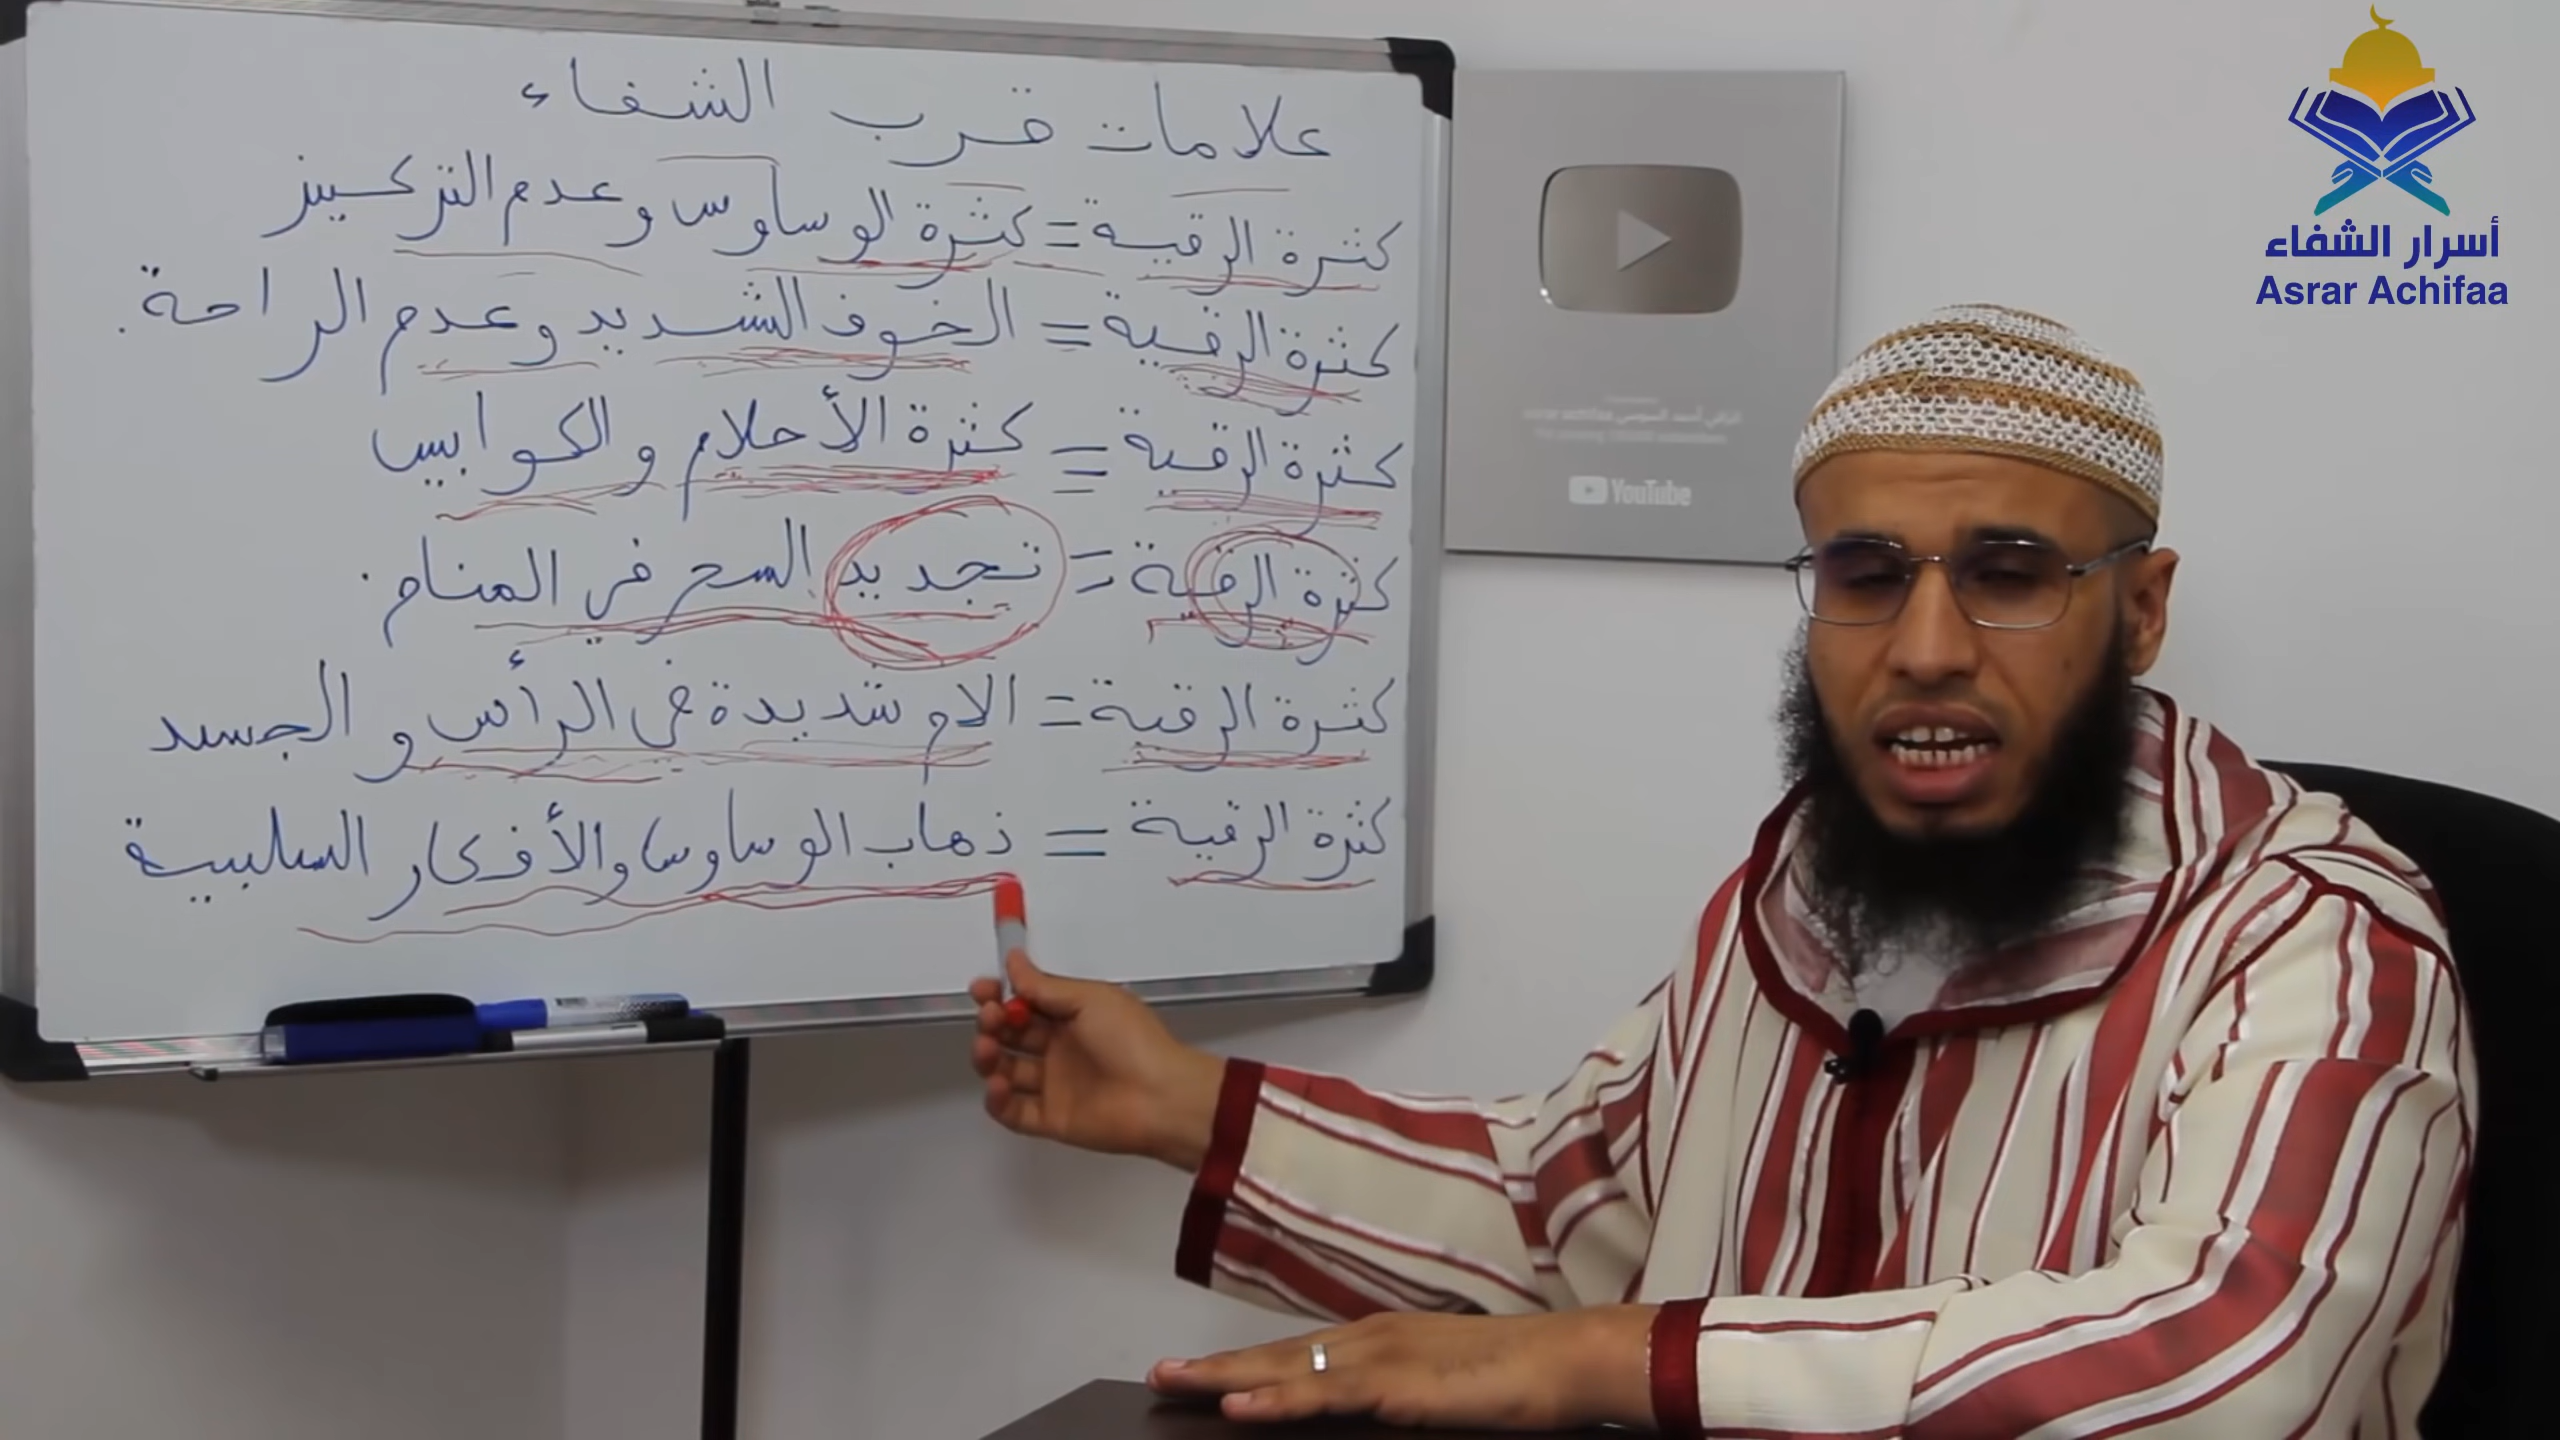 علامات قرب الشفاء
كثرة الرقية = كثرة الوساوس وعدم التركيز
كثرة الرقية = الخوف الشديد وعدم الراحة.
كثرة الرقية = كثرة الأحلام والكوابيس
كثرة الرقية = تجديد السحر في المنام.
كثرة الرقية = الام شديدة في الرأس والجسد
كثرة الرقية = ذهاب الوساوسا والأفكار السلبية
YouTube
أسرار الشفاء
Asrar Achifaa